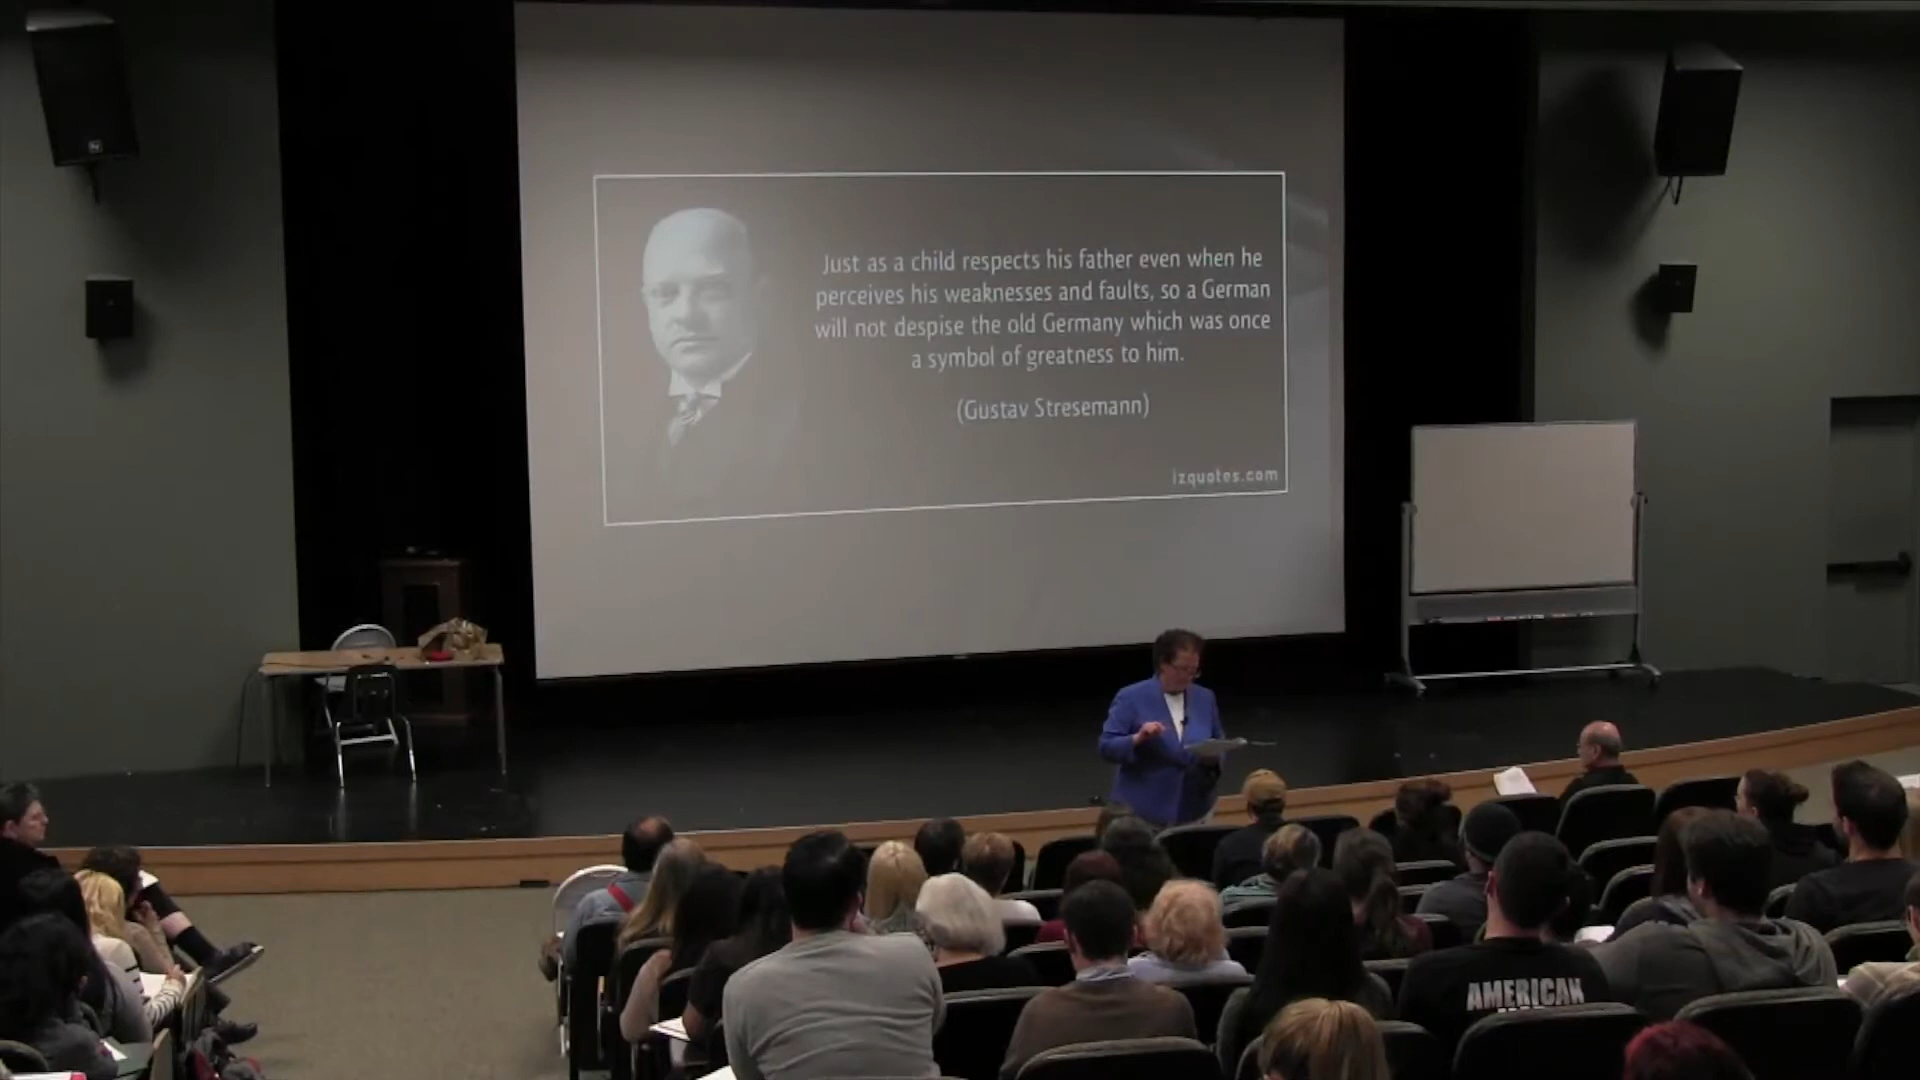 Just as a child respects his father even when he
perceives his weaknesses and faults, so a German
will not despise the old Germany which was once
a symbol of greatness to him.
(Gustav Stresemann)
izquotes.com
AMERICAN